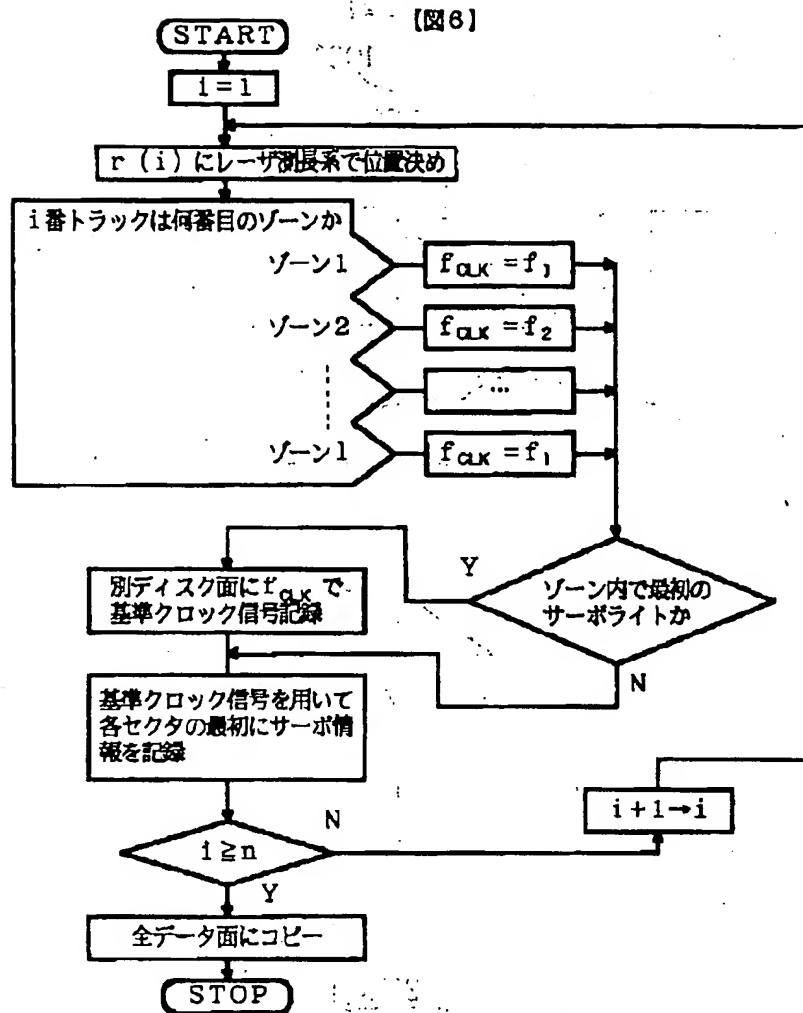 【図6】
START
i=1
r(i)にレーザ測長系で位置決め
i番トラックは何番目のゾーンか
ゾーン1
f_CLK=f_1
ゾーン2
f_CLK=f_2
…
ゾーンl
f_CLK=f_l
Y
ゾーン内で最初の
サーボライトか
N
別ディスク面にf_CLKで
基準クロック信号記録
基準クロック信号を用いて
各セクタの最初にサーボ情
報を記録
i+1→i
N
i≧n
Y
全データ面にコピー
STOP